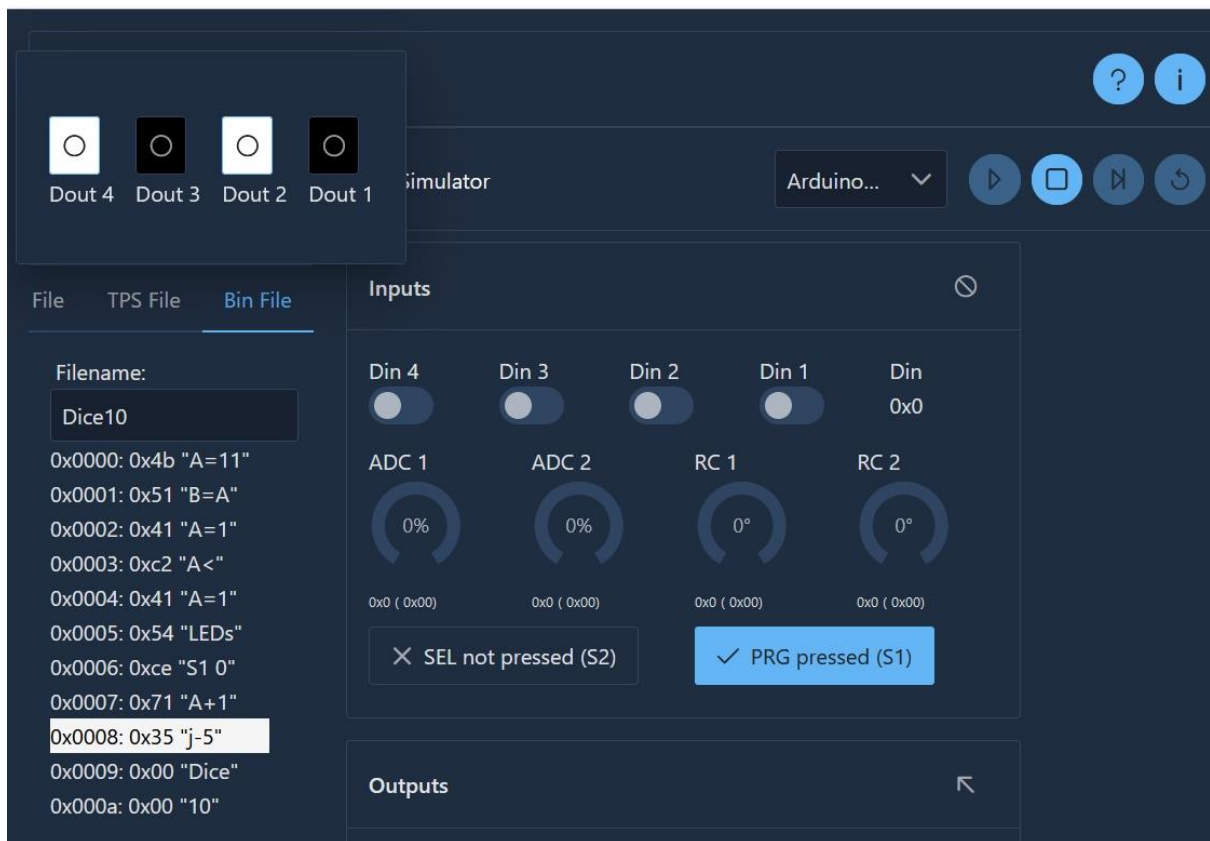 ? i
Dout 4 Dout 3 Dout 2 Dout 1
Simulator
Arduino...
File TPS File Bin File
Filename:
Dice10
0x0000: 0x4b "A=11"
0x0001: 0x51 "B=A"
0x0002: 0x41 "A=1"
0x0003: 0xc2 "A<"
0x0004: 0x41 "A=1"
0x0005: 0x54 "LEDs"
0x0006: 0xce "S1 0"
0x0007: 0x71 "A+1"
0x0008: 0x35 "j-5"
0x0009: 0x00 "Dice"
0x000a: 0x00 "10"
Inputs
Din 4 Din 3 Din 2 Din 1 Din
0x0
ADC 1 ADC 2 RC 1 RC 2
0% 0% 0° 0°
0x0 ( 0x00) 0x0 ( 0x00) 0x0 ( 0x00) 0x0 ( 0x00)
SEL not pressed (S2) PRG pressed (S1)
Outputs